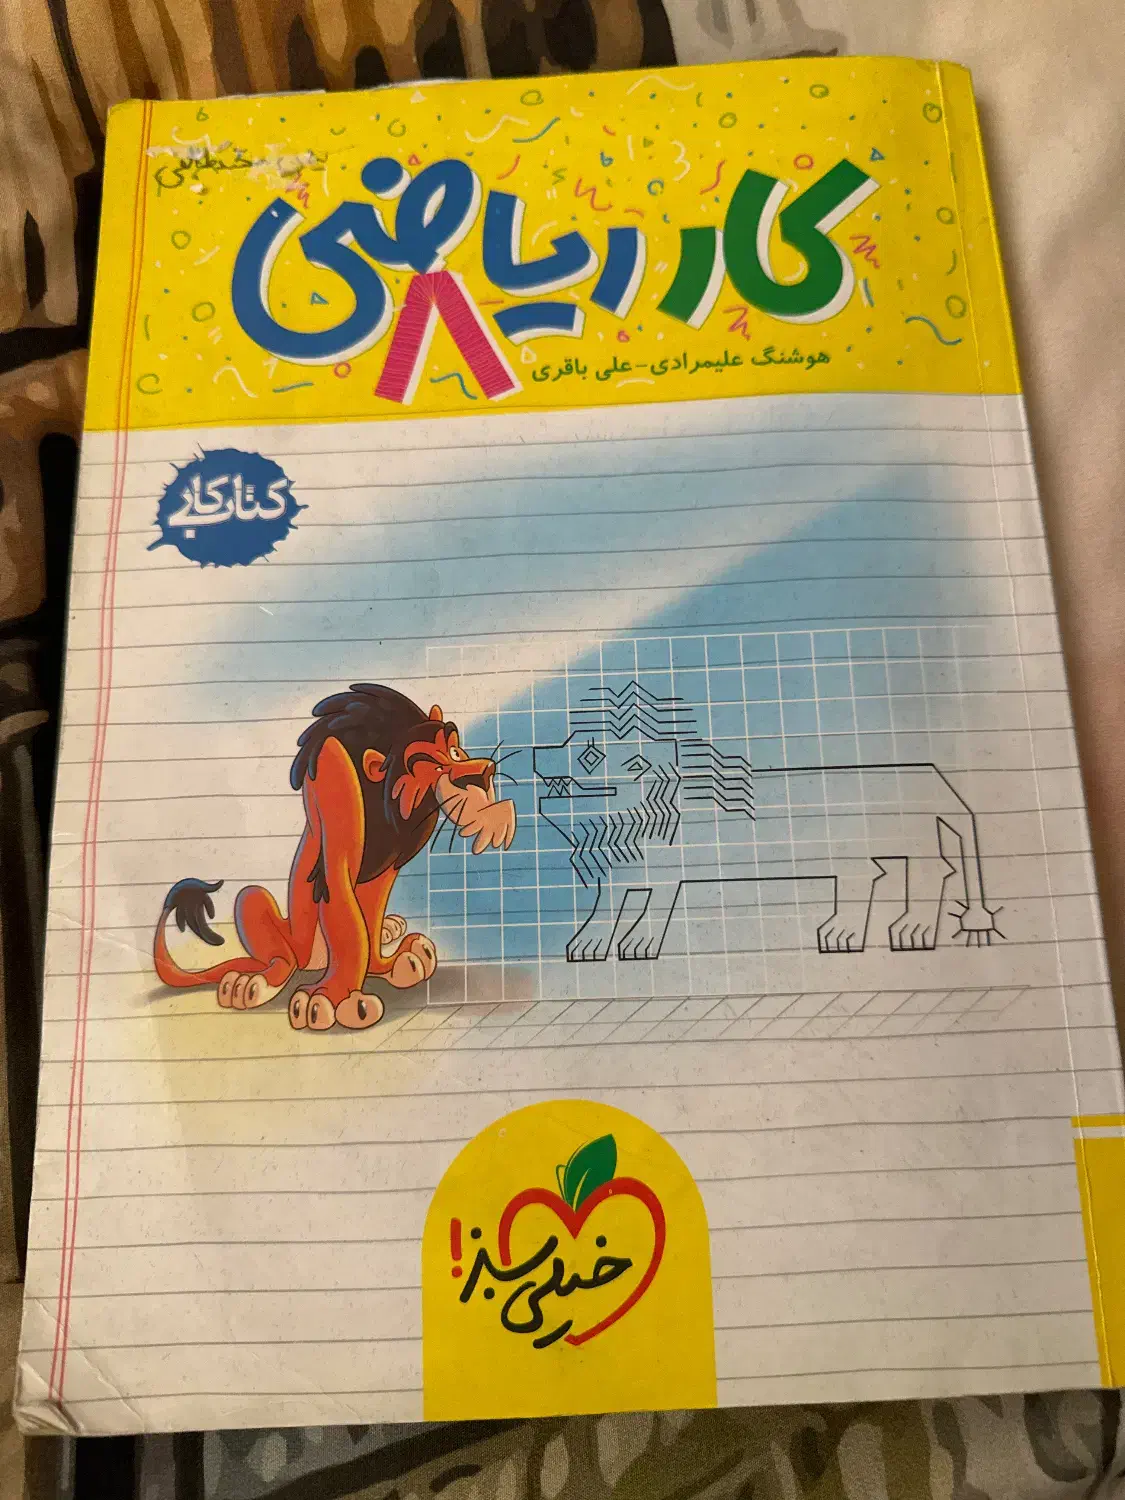 کار ریاضی ۸
هوشنگ علیمرادی - علی باقری
کتاب کار
خیلی سبز!